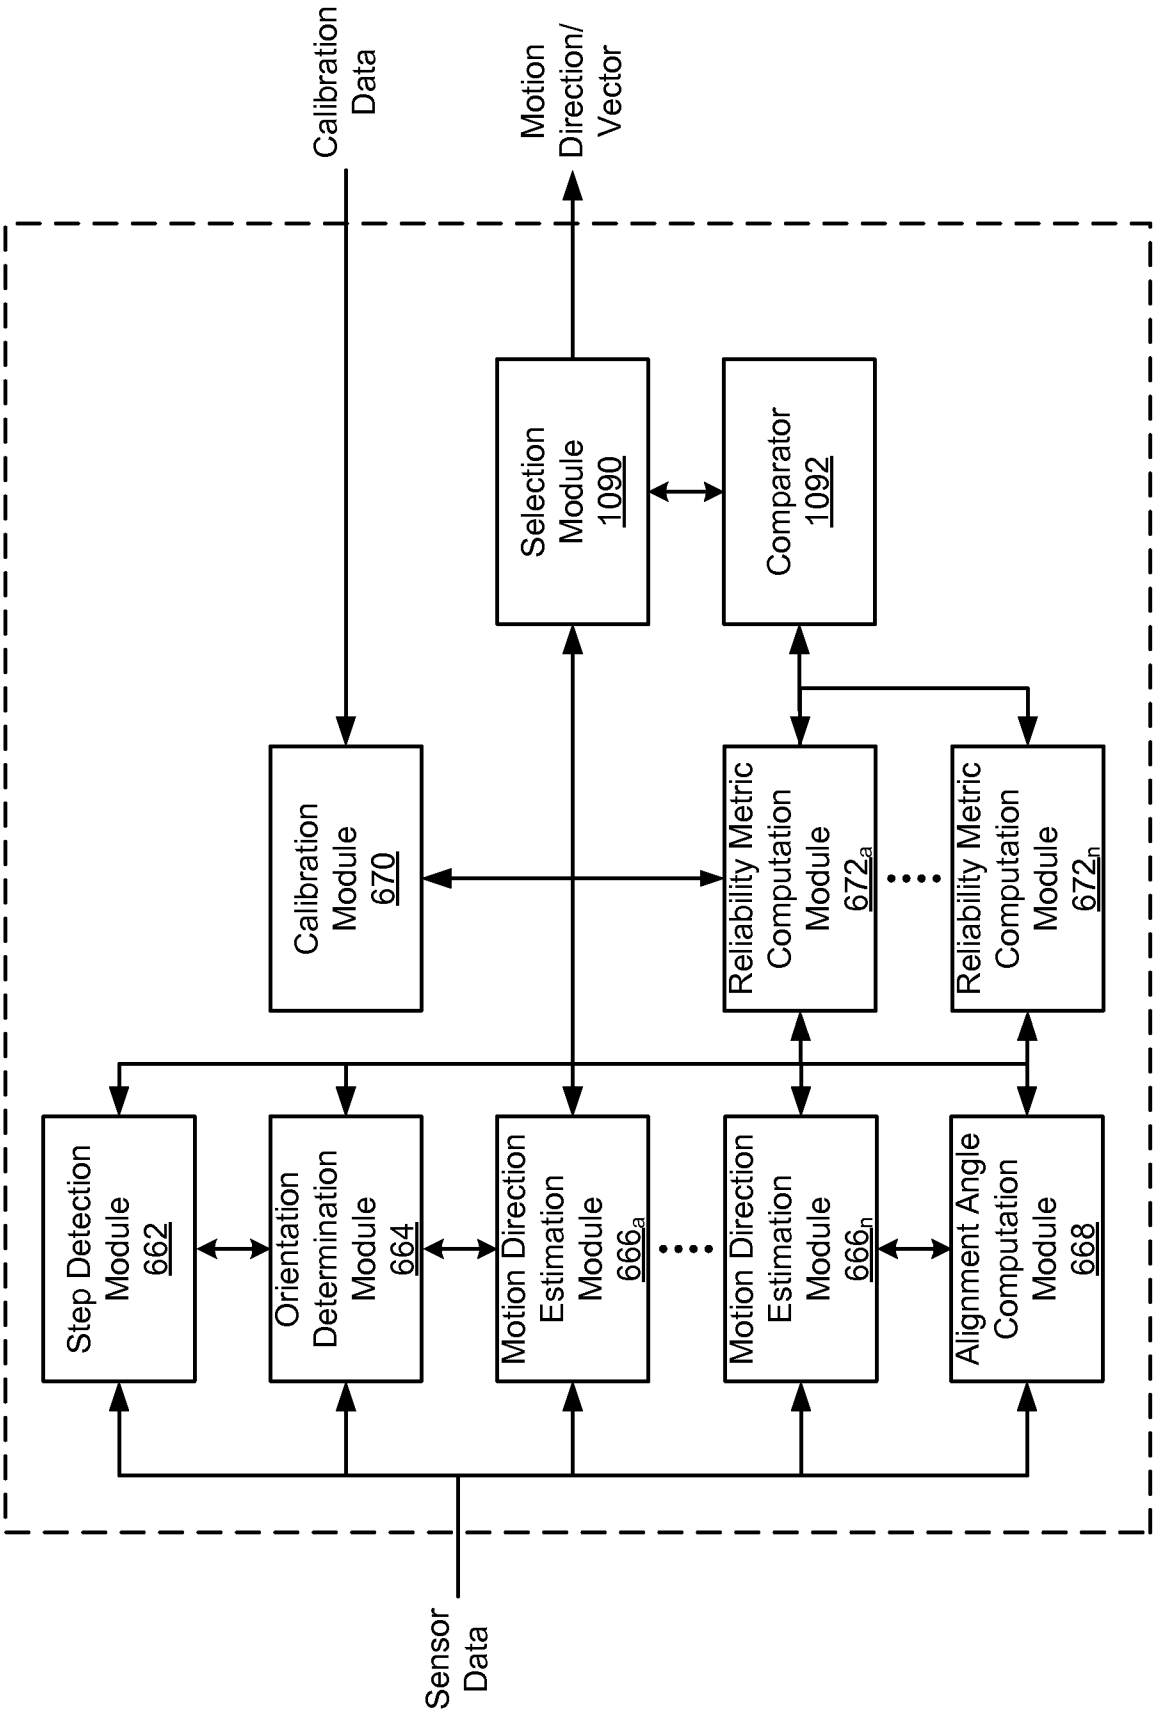 Sensor
Data
Step Detection
Module
662
Orientation
Determination
Module
664
Motion Direction
Estimation
Module
666a
Motion Direction
Estimation
Module
666n
Alignment Angle
Computation
Module
668
Calibration
Module
670
Reliability Metric
Computation
Module
672a
Reliability Metric
Computation
Module
672n
Selection
Module
1090
Comparator
1092
Calibration
Data
Motion
Direction/
Vector